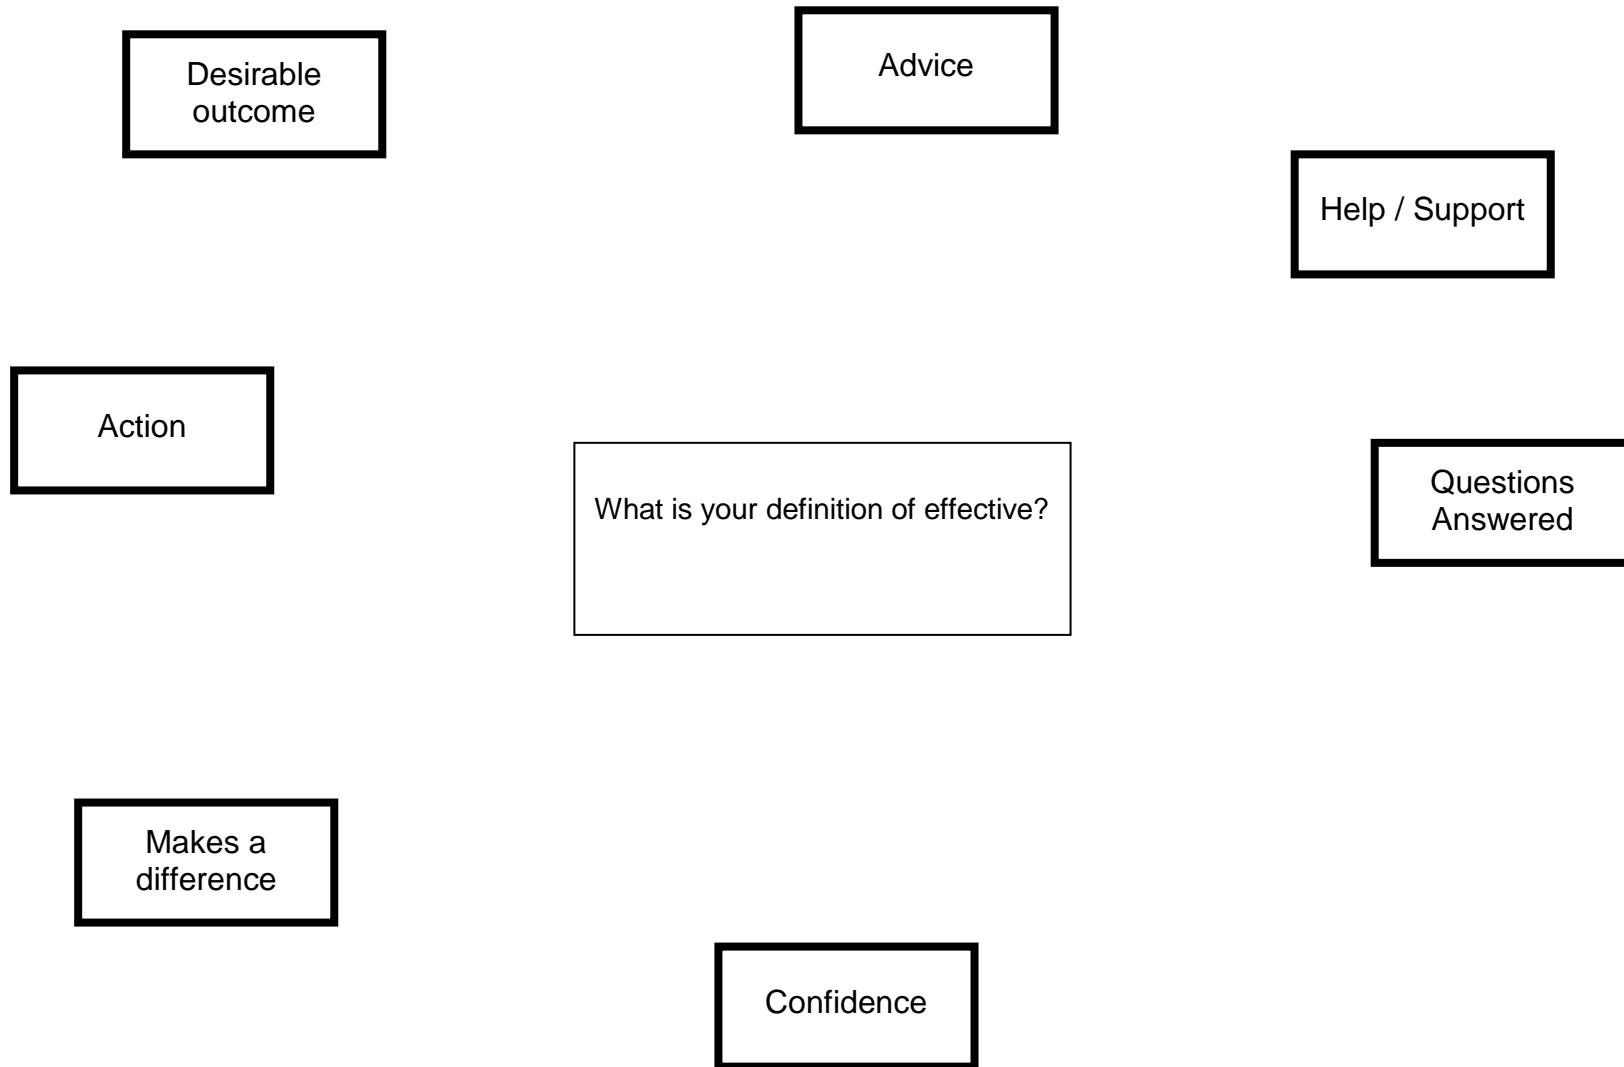 Desirable
outcome
Advice
Help / Support
Action
What is your definition of effective?
Questions
Answered
Makes a
difference
Confidence